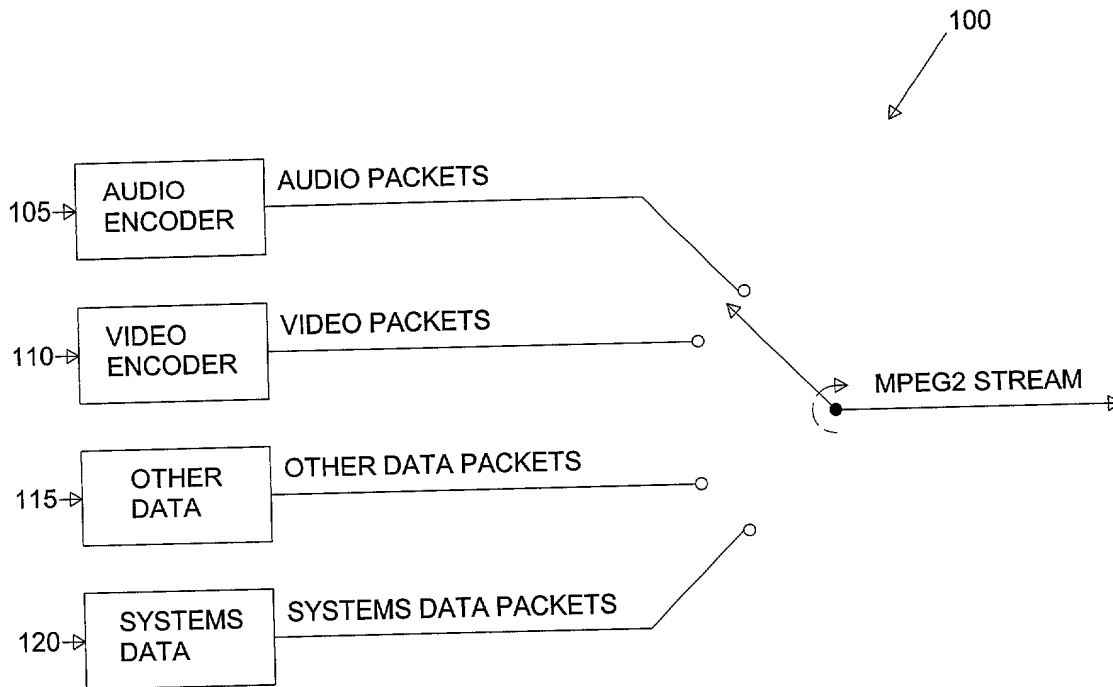 100
AUDIO PACKETS
105
AUDIO
ENCODER
VIDEO PACKETS
110
VIDEO
ENCODER
MPEG2 STREAM
OTHER DATA PACKETS
115
OTHER
DATA
SYSTEMS DATA PACKETS
120
SYSTEMS
DATA